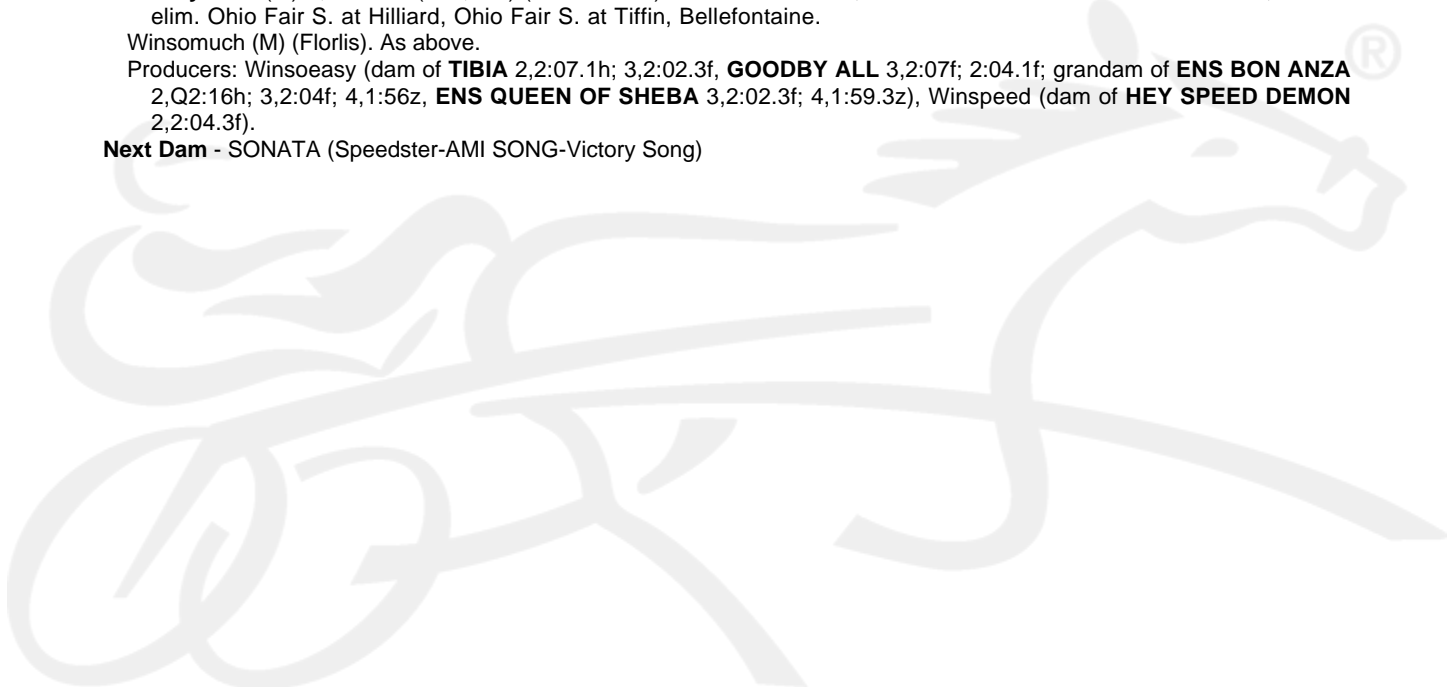 elim. Ohio Fair S. at Hilliard, Ohio Fair S. at Tiffin, Bellefontaine.
Winsomuch (M) (Florlis). As above.
Producers: Winsoeasy (dam of TIBIA 2,2:07.1h; 3,2:02.3f, GOODBY ALL 3,2:07f; 2:04.1f; grandam of ENS BON ANZA
2,Q2:16h; 3,2:04f; 4,1:56z, ENS QUEEN OF SHEBA 3,2:02.3f; 4,1:59.3z), Winspeed (dam of HEY SPEED DEMON
2,2:04.3f).
Next Dam - SONATA (Speedster-AMI SONG-Victory Song)
®